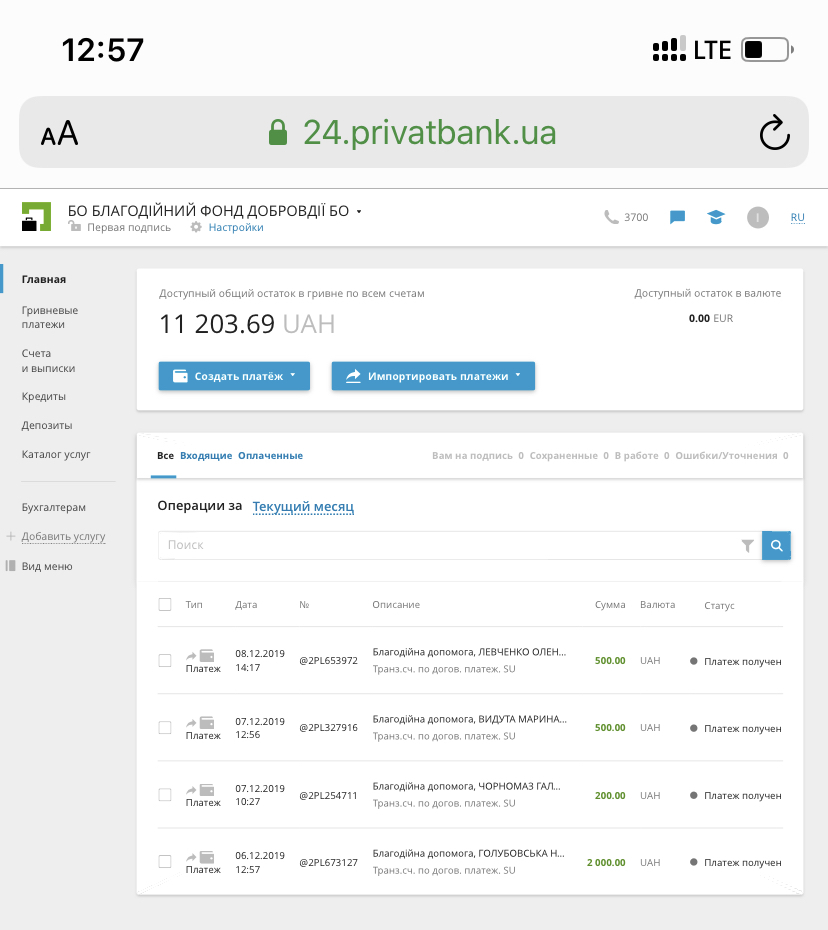 12:57
LTE
AA
24.privatbank.ua
БО БЛАГОДІЙНИЙ ФОНД ДОБРОВДІЇ БО
Первая подпись Настройки
3700
I
RU
Главная
Гривневые
платежи
Счета
и выписки
Кредиты
Депозиты
Каталог услуг
Бухгалтерам
+ Добавить услугу
Вид меню
Доступный общий остаток в гривне по всем счетам
11 203.69 UAH
Доступный остаток в валюте
0.00 EUR
Создать платёж
Импортировать платежи
Все Входящие Оплаченные
Вам на подпись 0 Сохраненные 0 В работе 0 Ошибки/Уточнения 0
Операции за Текущий месяц
Поиск
Тип Дата № Описание Сумма Валюта Статус
Платеж
08.12.2019
14:17
@2PL653972
Благодійна допомога, ЛЕВЧЕНКО ОЛЕН...
Транз.сч. по догов. платеж. SU
500.00 UAH Платеж получен
Платеж
07.12.2019
12:56
@2PL327916
Благодійна допомога, ВИДУТА МАРИНА...
Транз.сч. по догов. платеж. SU
500.00 UAH Платеж получен
Платеж
07.12.2019
10:27
@2PL254711
Благодійна допомога, ЧОРНОМАЗ ГАЛ...
Транз.сч. по догов. платеж. SU
200.00 UAH Платеж получен
Платеж
06.12.2019
12:57
@2PL673127
Благодійна допомога, ГОЛУБОВСЬКА Н...
Транз.сч. по догов. платеж. SU
2 000.00 UAH Платеж получен